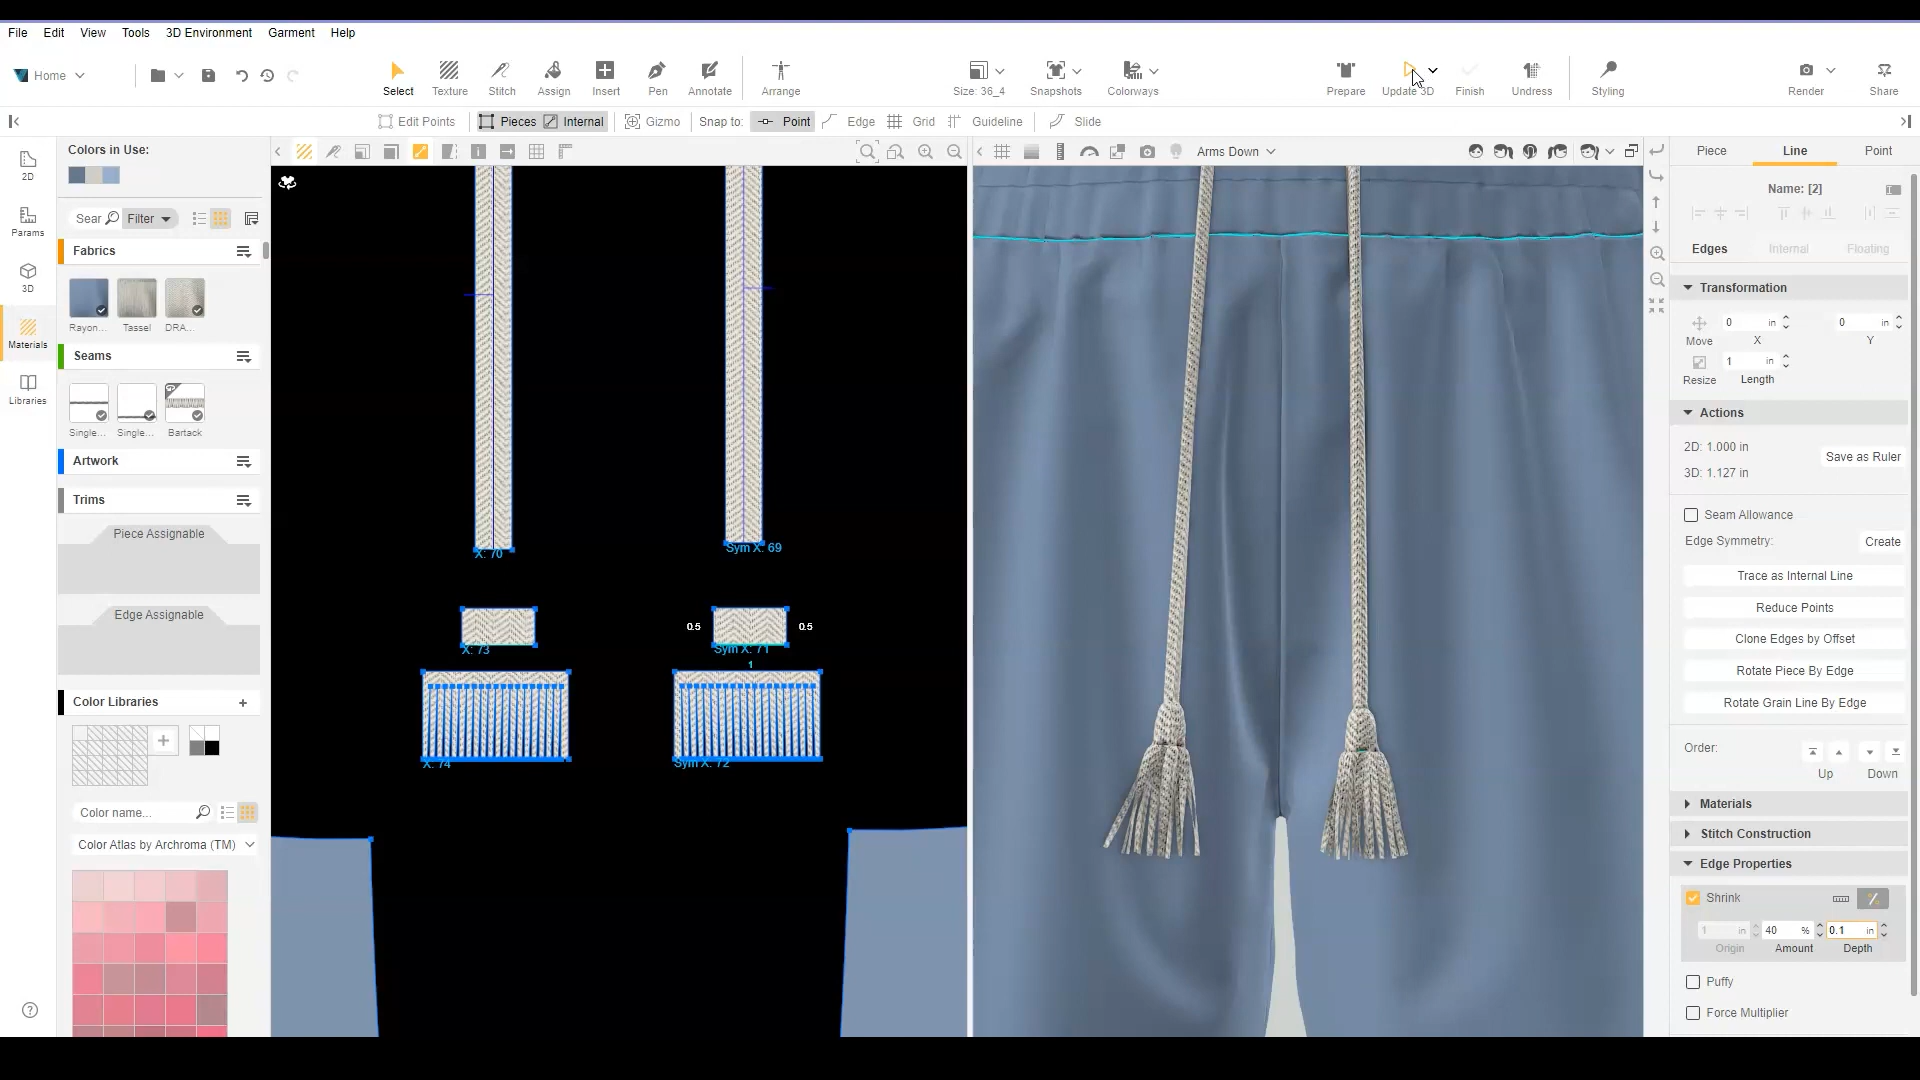 File Edit View Tools 3D Environment Garment Help
Home
Select Texture Stitch Assign Insert Pen Annotate Arrange Size: 36_4 Snapshots Colorways Prepare Update 3D Finish Undress Styling Render Share
Edit Points Pieces Internal Gizmo Snap to: Point Edge Grid Guideline Slide
2D
Params
3D
Materials
Libraries
Colors in Use:
Sear Filter
Fabrics
Rayon... Tassel DRA...
Seams
Single... Single... Bartack
Artwork
Trims
Piece Assignable
Edge Assignable
Color Libraries
Color name...
Color Atlas by Archroma (TM)
X: 70
Sym X: 69
0.5 0.5
X: 73
Sym X: 71
1
X: 74
Sym X: 72
Arms Down
Piece Line Point
Name: [2]
Edges Internal Floating
Transformation
0 in 0 in
Move X Y
1 in
Resize Length
Actions
2D: 1.000 in
3D: 1.127 in
Save as Ruler
Seam Allowance
Edge Symmetry: Create
Trace as Internal Line
Reduce Points
Clone Edges by Offset
Rotate Piece By Edge
Rotate Grain Line By Edge
Order:
Up Down
Materials
Stitch Construction
Edge Properties
Shrink
1 in 40 % 0.1 in
Origin Amount Depth
Puffy
Force Multiplier